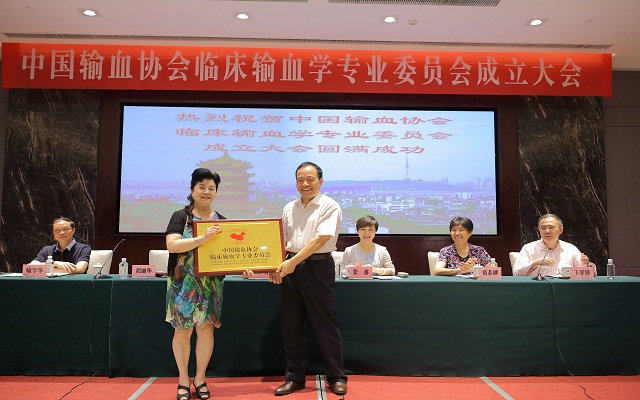 中国输血协会临床输血学专业委员会成立大会
热烈祝贺中国输血协会
临床输血学专业委员会
成立大会圆满成功
中国输血协会
临床输血学专业委员会
胡丽华